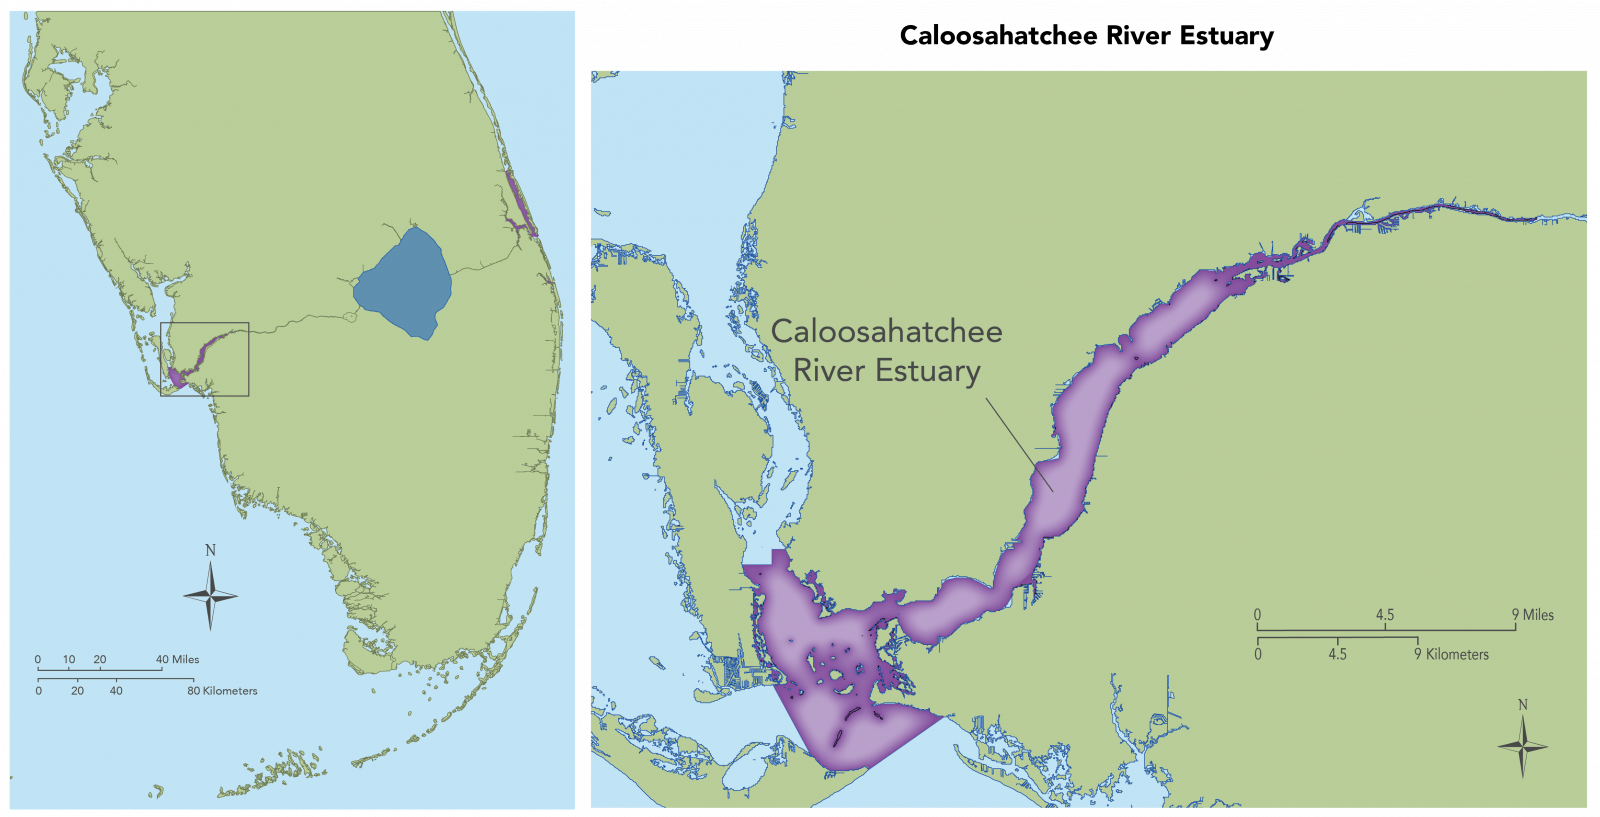 Caloosahatchee River Estuary
Caloosahatchee
River Estuary
N
0 10 20 40 Miles
0 20 40 80 Kilometers
0 4.5 9 Miles
0 4.5 9 Kilometers
N